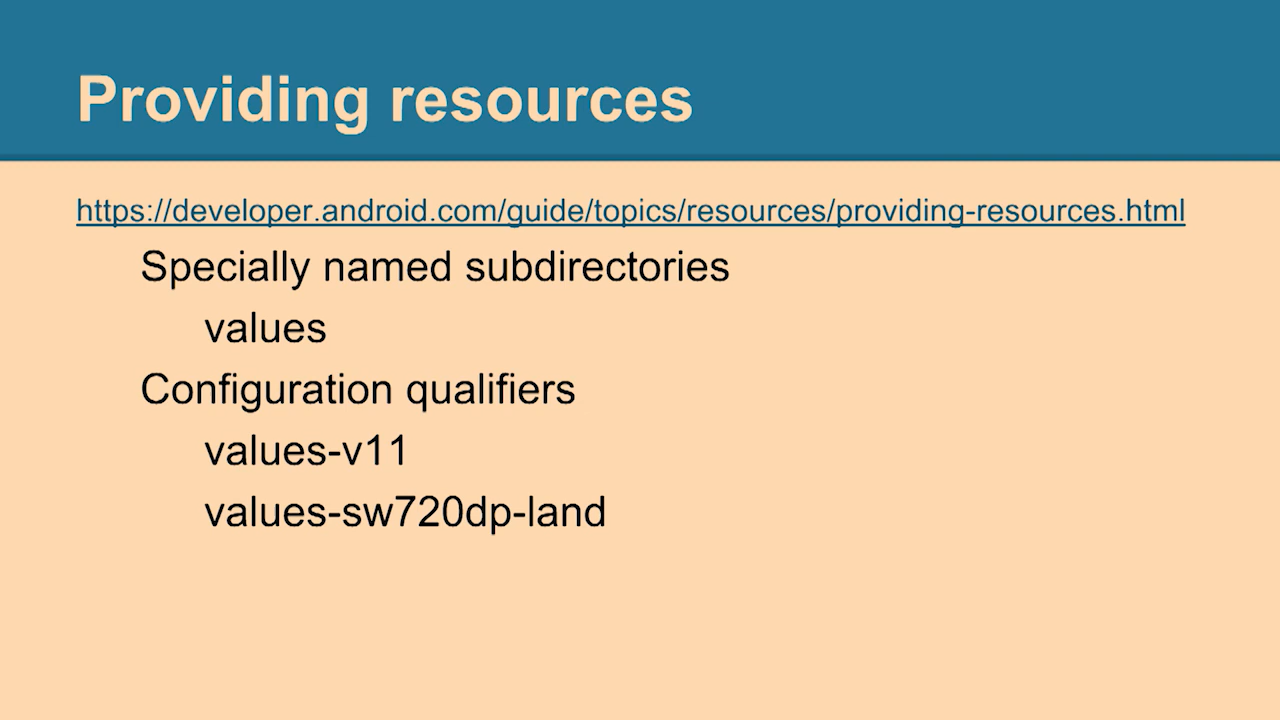 Providing resources
https://developer.android.com/guide/topics/resources/providing-resources.html
Specially named subdirectories
values
Configuration qualifiers
values-v11
values-sw720dp-land